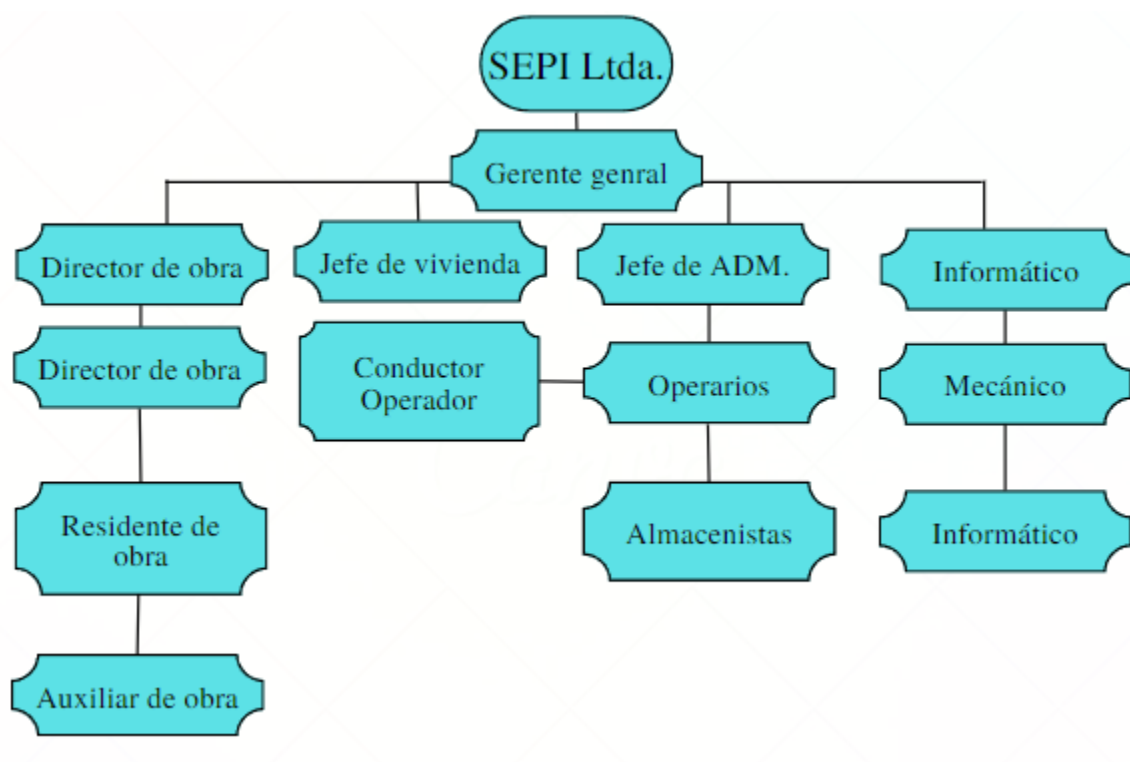 SEPI Ltda.
Gerente genral
Director de obra
Jefe de vivienda
Jefe de ADM.
Informático
Director de obra
Conductor
Operador
Operarios
Mecánico
Residente de
obra
Almacenistas
Informático
Auxiliar de obra